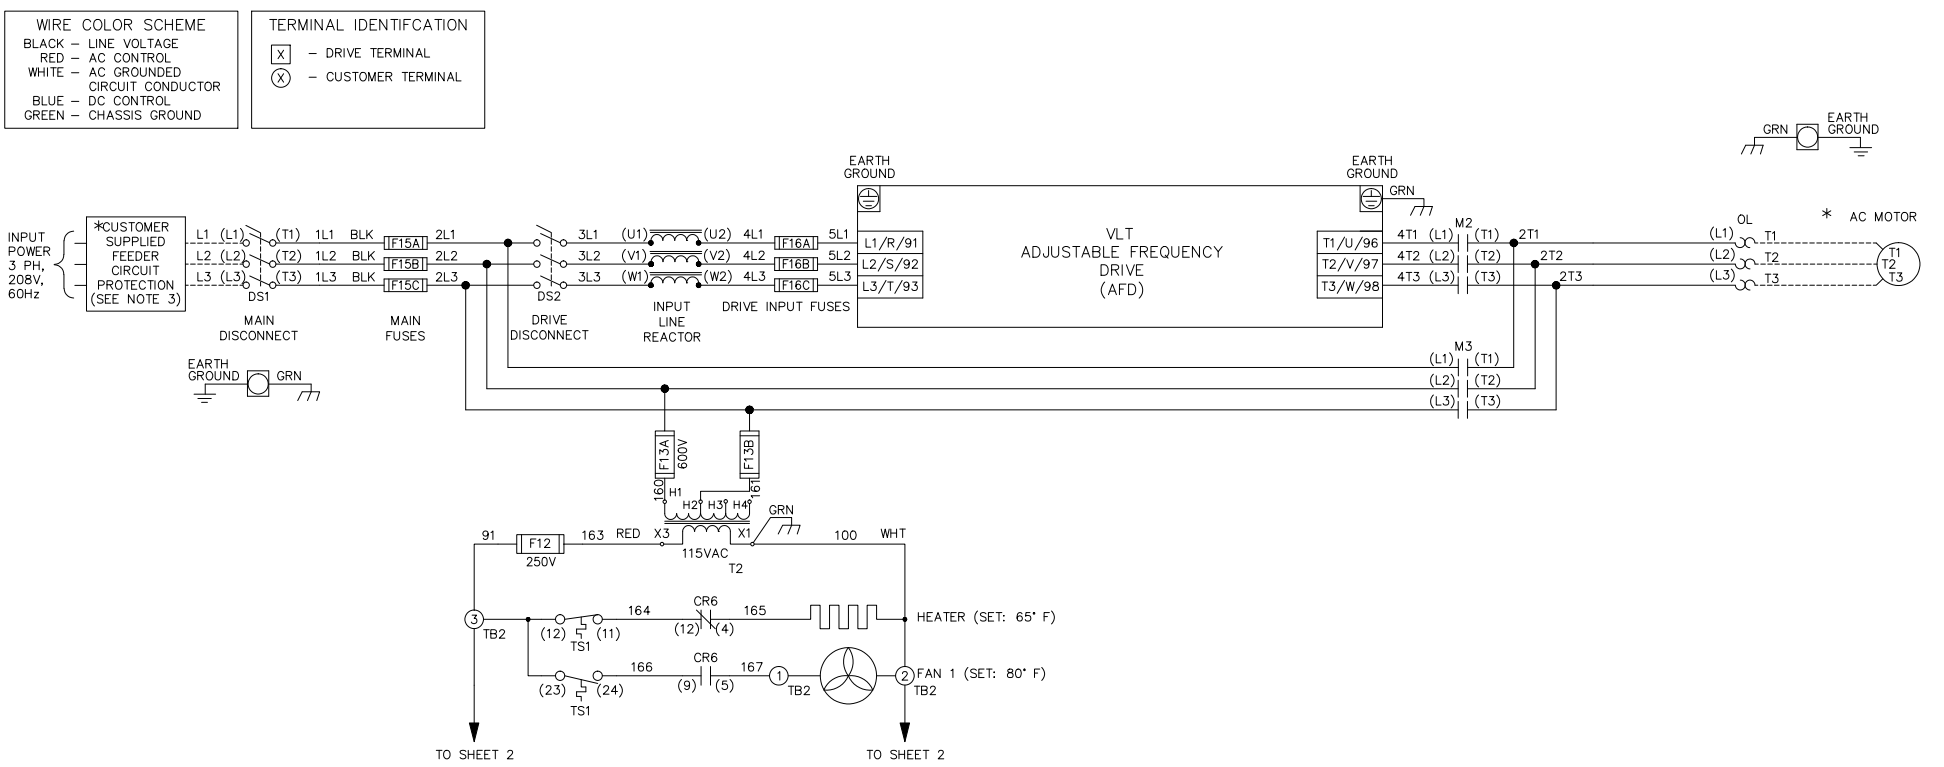 WIRE COLOR SCHEME
BLACK – LINE VOLTAGE
RED – AC CONTROL
WHITE – AC GROUNDED
CIRCUIT CONDUCTOR
BLUE – DC CONTROL
GREEN – CHASSIS GROUND
TERMINAL IDENTIFCATION
X – DRIVE TERMINAL
X – CUSTOMER TERMINAL
GRN
EARTH
GROUND
EARTH
GROUND
EARTH
GROUND
GRN
INPUT
POWER
3 PH,
208V,
60Hz
*CUSTOMER
SUPPLIED
FEEDER
CIRCUIT
PROTECTION
(SEE NOTE 3)
L1 (L1) (T1) 1L1 BLK F15A 2L1 3L1 (U1) (U2) 4L1 F16A 5L1 L1/R/91
L2 (L2) (T2) 1L2 BLK F15B 2L2 3L2 (V1) (V2) 4L2 F16B 5L2 L2/S/92
L3 (L3) (T3) 1L3 BLK F15C 2L3 3L3 (W1) (W2) 4L3 F16C 5L3 L3/T/93
DS1
DS2
MAIN
DISCONNECT
MAIN
FUSES
DRIVE
DISCONNECT
INPUT
LINE
REACTOR
DRIVE INPUT FUSES
VLT
ADJUSTABLE FREQUENCY
DRIVE
(AFD)
M2
OL
* AC MOTOR
T1/U/96 4T1 (L1) (T1) 2T1 (L1) T1 T1
T2/V/97 4T2 (L2) (T2) 2T2 (L2) T2 T2
T3/W/98 4T3 (L3) (T3) 2T3 (L3) T3 T3
M3
(L1) (T1)
(L2) (T2)
(L3) (T3)
EARTH
GROUND
GRN
F13A
600V
F13B
160
161
H1
H2 H3 H4
GRN
91 F12 163 RED X3 X1 100 WHT
250V
115VAC
T2
3
TB2
(12) (11)
TS1
164
CR6
(12) (4)
165
HEATER (SET: 65° F)
(23) (24)
TS1
166
CR6
(9) (5)
167
1
TB2
2
TB2
FAN 1 (SET: 80° F)
TO SHEET 2
TO SHEET 2